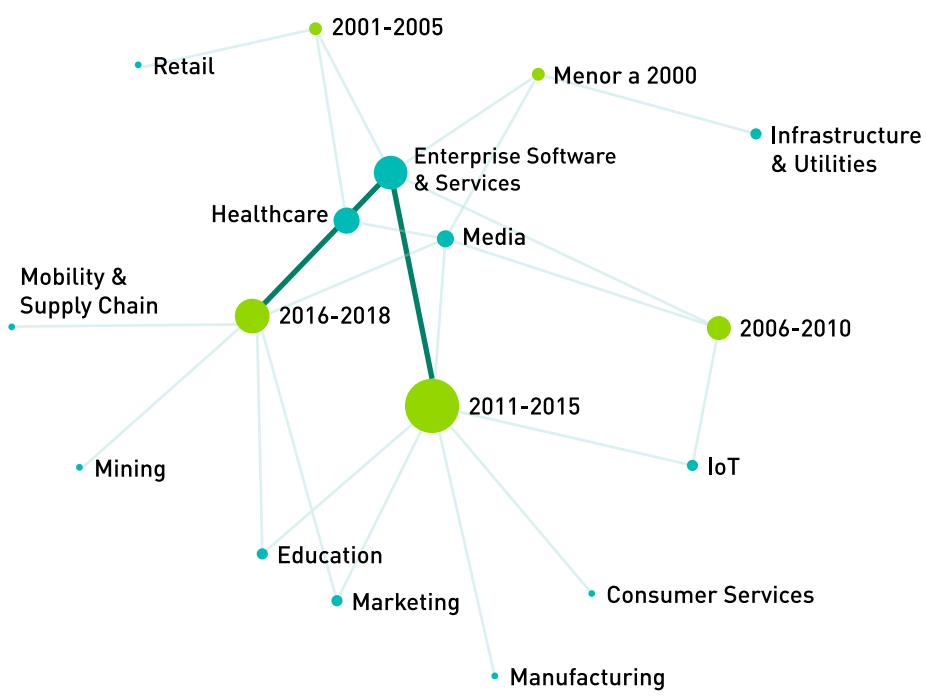 2001-2005
Retail
Menor a 2000
Infrastructure
& Utilities
Enterprise Software
& Services
Healthcare
Media
Mobility &
Supply Chain
2016-2018
2006-2010
2011-2015
Mining
IoT
Education
Marketing
Consumer Services
Manufacturing